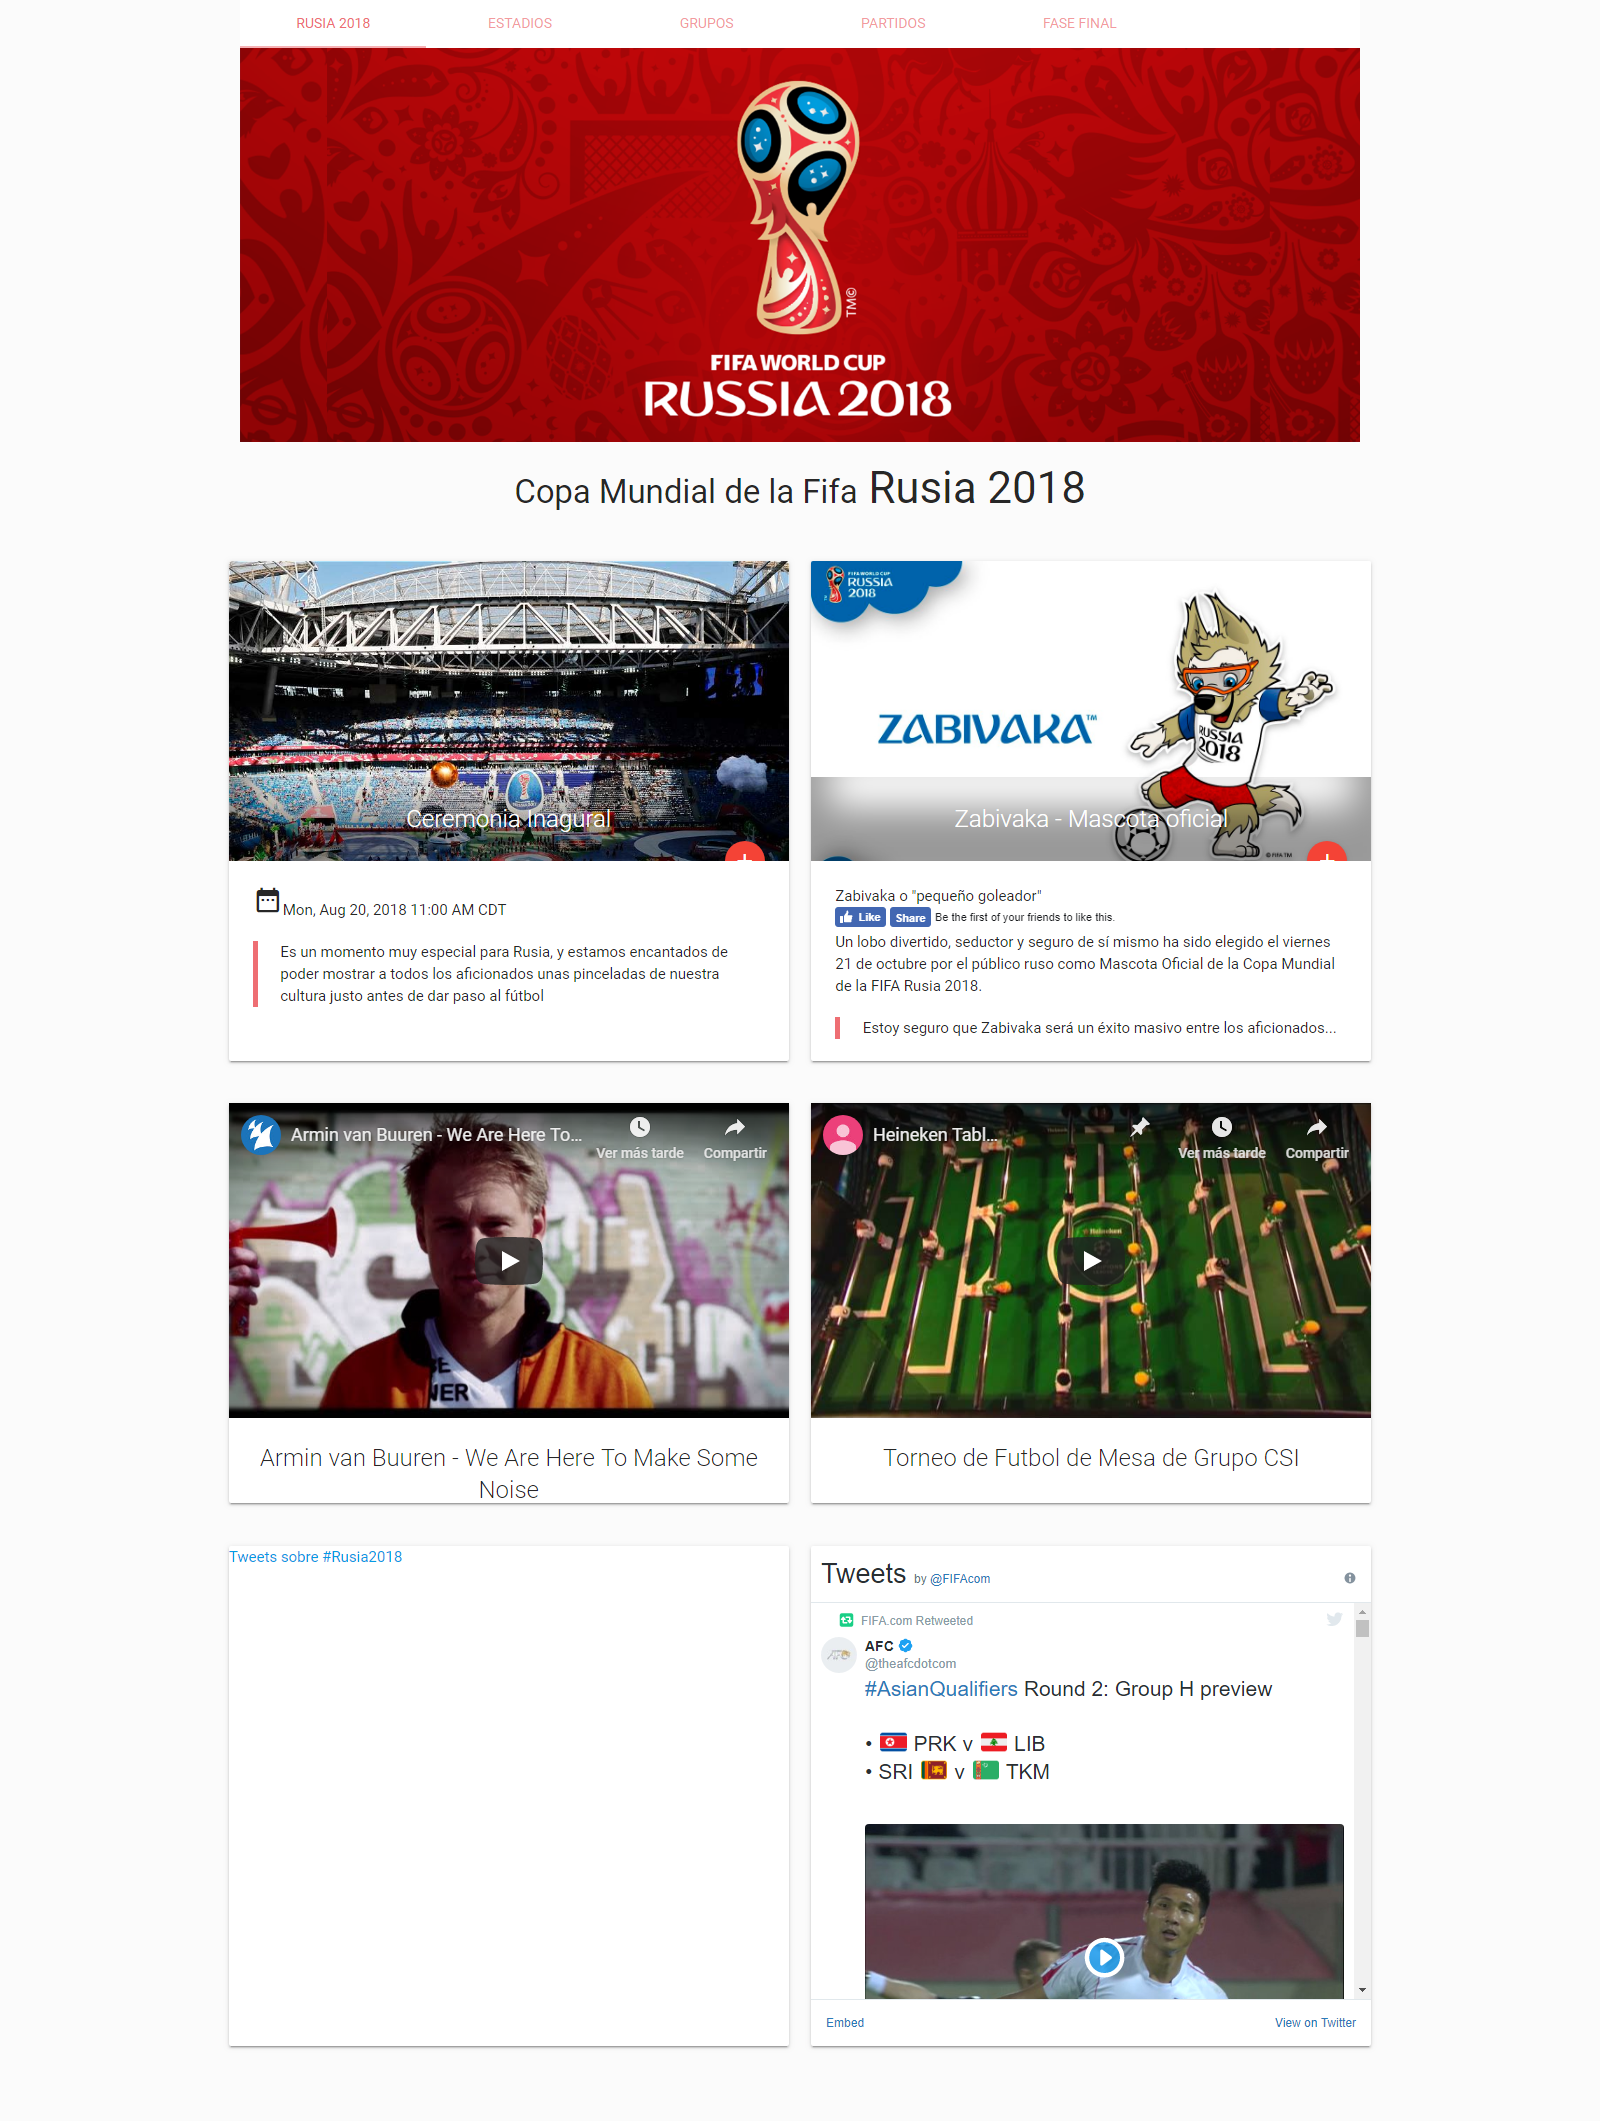 RUSIA 2018
ESTADIOS
GRUPOS
PARTIDOS
FASE FINAL
TM©
FIFA WORLD CUP
RUSSIA 2018
Copa Mundial de la Fifa Rusia 2018
Ceremonia Inagural
Mon, Aug 20, 2018 11:00 AM CDT
Es un momento muy especial para Rusia, y estamos encantados de
poder mostrar a todos los aficionados unas pinceladas de nuestra
cultura justo antes de dar paso al fútbol
FIFA WORLD CUP
RUSSIA
2018
ZABIVAKA™
RUSSIA
2018
Zabivaka - Mascota oficial
© FIFA TM
Zabivaka o "pequeño goleador"
Like
Share
Be the first of your friends to like this.
Un lobo divertido, seductor y seguro de sí mismo ha sido elegido el viernes
21 de octubre por el público ruso como Mascota Oficial de la Copa Mundial
de la FIFA Rusia 2018.
Estoy seguro que Zabivaka será un éxito masivo entre los aficionados...
Armin van Buuren - We Are Here To...
Ver más tarde
Compartir
BE
NER
Armin van Buuren - We Are Here To Make Some
Noise
Heineken Tabl...
Ver más tarde
Compartir
Heineken
Torneo de Futbol de Mesa de Grupo CSI
Tweets sobre #Rusia2018
Tweets by @FIFAcom
FIFA.com Retweeted
AFC
@theafcdotcom
#AsianQualifiers Round 2: Group H preview
• 🇰🇵 PRK v 🇱🇧 LIB
• SRI 🇱🇰 v 🇹🇲 TKM
Embed
View on Twitter